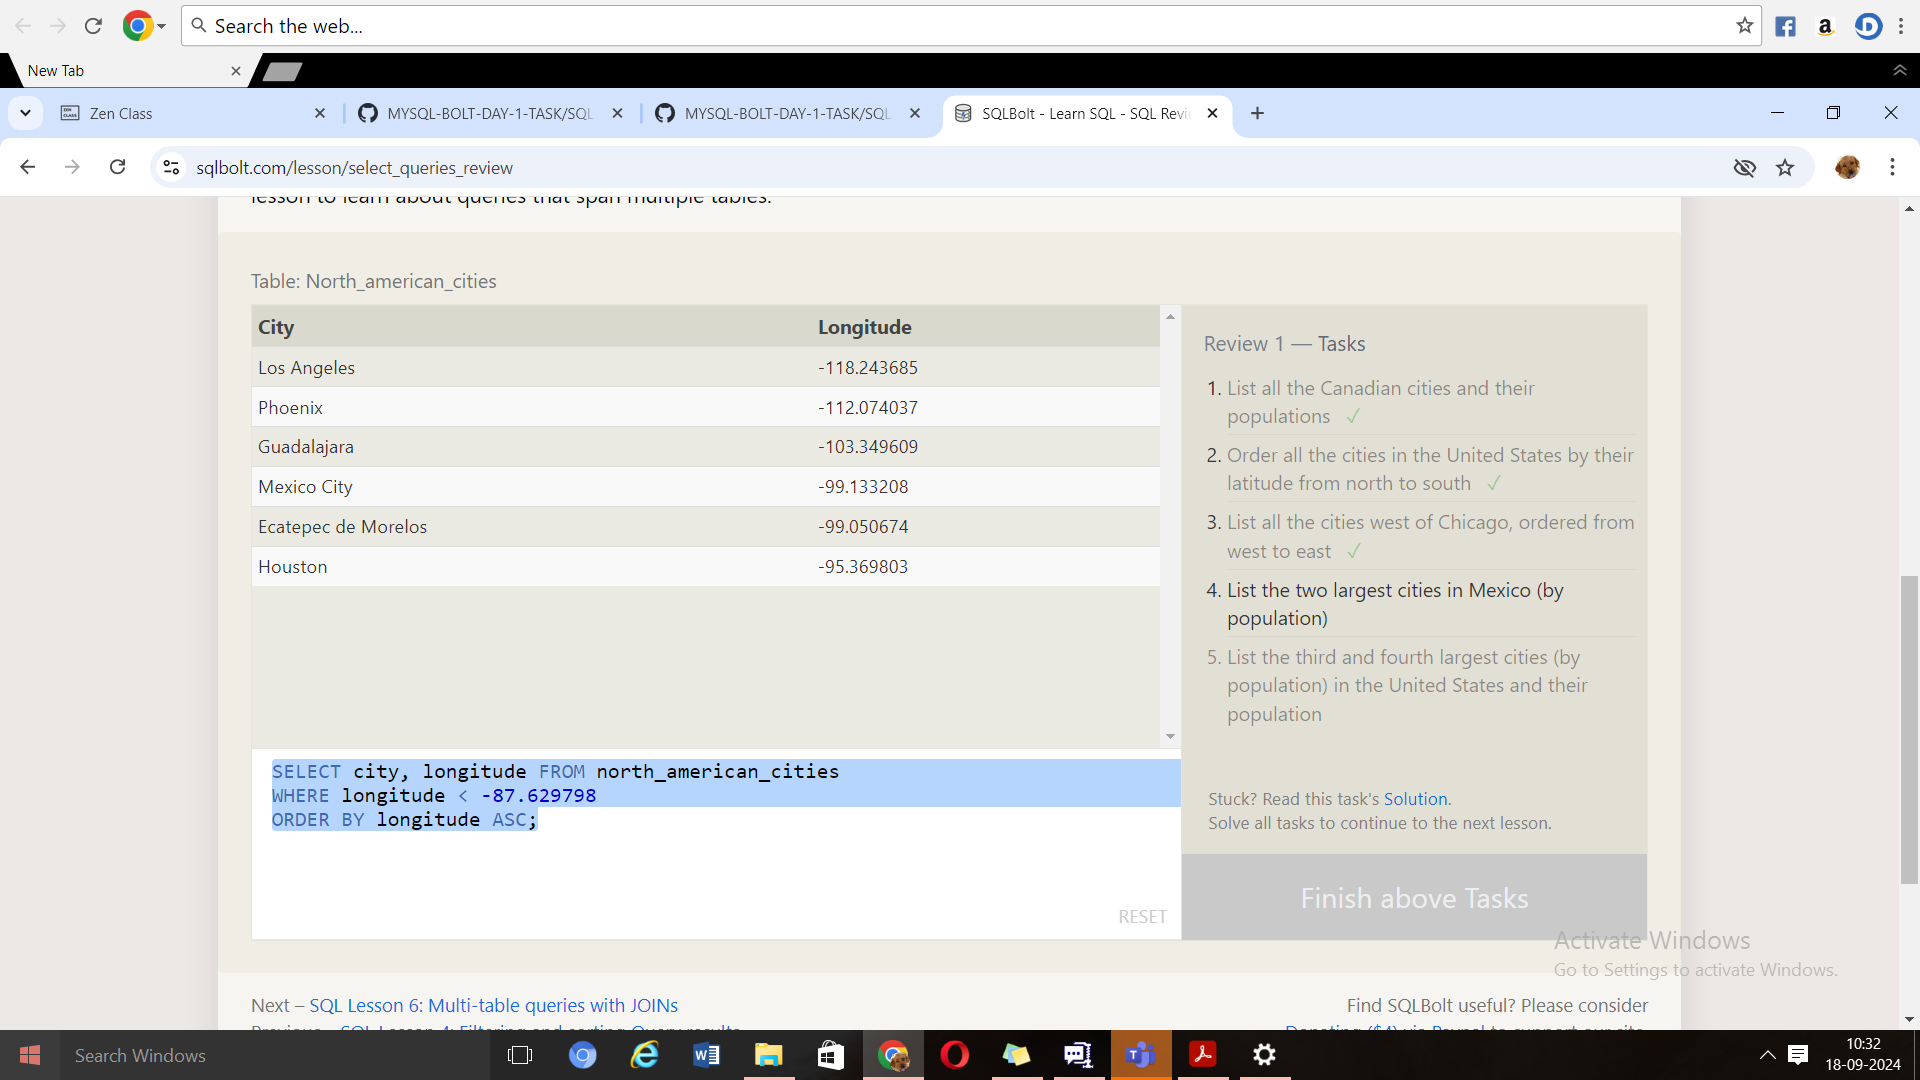 Search the web...
New Tab
Zen Class
MYSQL-BOLT-DAY-1-TASK/SQL
MYSQL-BOLT-DAY-1-TASK/SQL
SQLBolt - Learn SQL - SQL Revi
sqlbolt.com/lesson/select_queries_review
lesson to learn about queries that span multiple tables.
Table: North_american_cities
City Longitude
Los Angeles -118.243685
Phoenix -112.074037
Guadalajara -103.349609
Mexico City -99.133208
Ecatepec de Morelos -99.050674
Houston -95.369803
SELECT city, longitude FROM north_american_cities
WHERE longitude < -87.629798
ORDER BY longitude ASC;
RESET
Review 1 — Tasks
1. List all the Canadian cities and their
populations ✓
2. Order all the cities in the United States by their
latitude from north to south ✓
3. List all the cities west of Chicago, ordered from
west to east ✓
4. List the two largest cities in Mexico (by
population)
5. List the third and fourth largest cities (by
population) in the United States and their
population
Stuck? Read this task's Solution.
Solve all tasks to continue to the next lesson.
Finish above Tasks
Activate Windows
Go to Settings to activate Windows.
Next – SQL Lesson 6: Multi-table queries with JOINs
Find SQLBolt useful? Please consider
Previous – SQL Lesson 4: Filtering and sorting Query results
Donating ($4) via Paypal to support our site.
Search Windows
10:32
18-09-2024